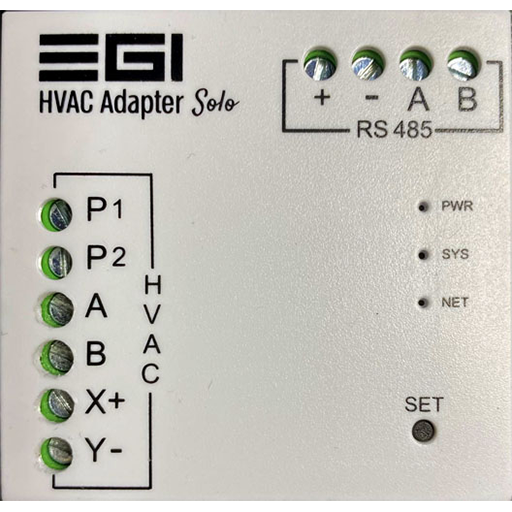 EGI
HVAC Adapter Solo
+ - A B
RS 485
P1
P2
A
B
X+
Y-
HVAC
PWR
SYS
NET
SET